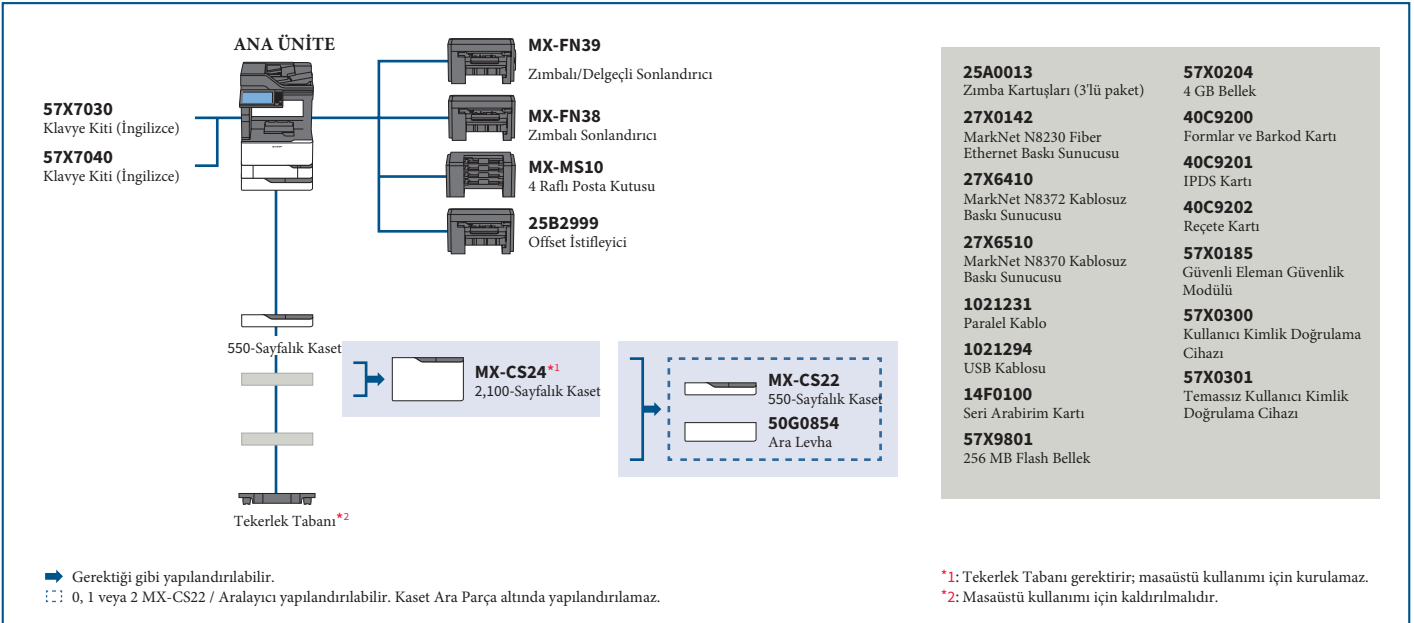 ANA ÜNİTE
57X7030
Klavye Kiti (İngilizce)
57X7040
Klavye Kiti (İngilizce)
MX-FN39
Zımbalı/Delgeçli Sonlandırıcı
MX-FN38
Zımbalı Sonlandırıcı
MX-MS10
4 Raflı Posta Kutusu
25B2999
Offset İstifleyici
550-Sayfalık Kaset
MX-CS24*1
2,100-Sayfalık Kaset
MX-CS22
550-Sayfalık Kaset
50G0854
Ara Levha
Tekerlek Tabanı*2
25A0013
Zımba Kartuşları (3'lü paket)
27X0142
MarkNet N8230 Fiber
Ethernet Baskı Sunucusu
27X6410
MarkNet N8372 Kablosuz
Baskı Sunucusu
27X6510
MarkNet N8370 Kablosuz
Baskı Sunucusu
1021231
Paralel Kablo
1021294
USB Kablosu
14F0100
Seri Arabirim Kartı
57X9801
256 MB Flash Bellek
57X0204
4 GB Bellek
40C9200
Formlar ve Barkod Kartı
40C9201
IPDS Kartı
40C9202
Reçete Kartı
57X0185
Güvenli Eleman Güvenlik
Modülü
57X0300
Kullanıcı Kimlik Doğrulama
Cihazı
57X0301
Temassız Kullanıcı Kimlik
Doğrulama Cihazı
Gerektiği gibi yapılandırılabilir.
0, 1 veya 2 MX-CS22 / Aralayıcı yapılandırılabilir. Kaset Ara Parça altında yapılandırılamaz.
*1: Tekerlek Tabanı gerektirir; masaüstü kullanımı için kurulamaz.
*2: Masaüstü kullanımı için kaldırılmalıdır.